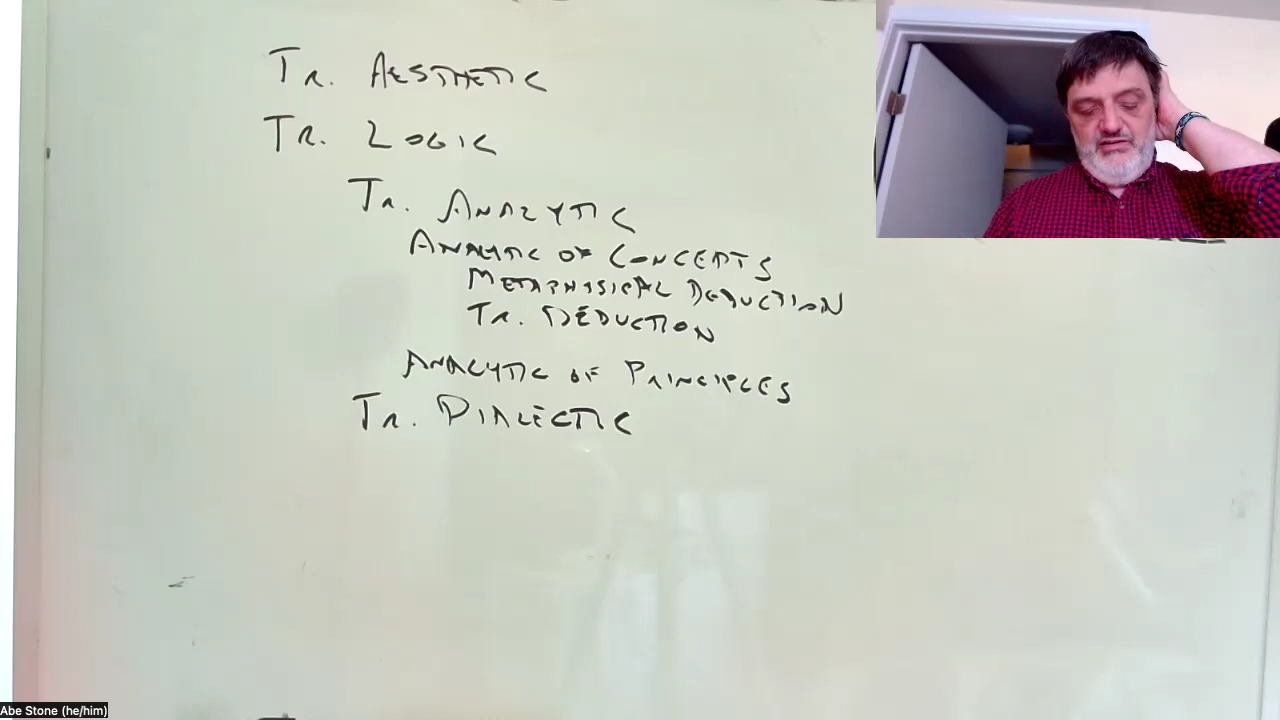 Tr. AESTHETIC
Tr. LOGIC
Tr. ANALYTIC
ANALYTIC OF CONCEPTS
METAPHYSICAL DEDUCTION
Tr. DEDUCTION
ANALYTIC OF PRINCIPLES
Tr. DIALECTIC
Abe Stone (he/him)